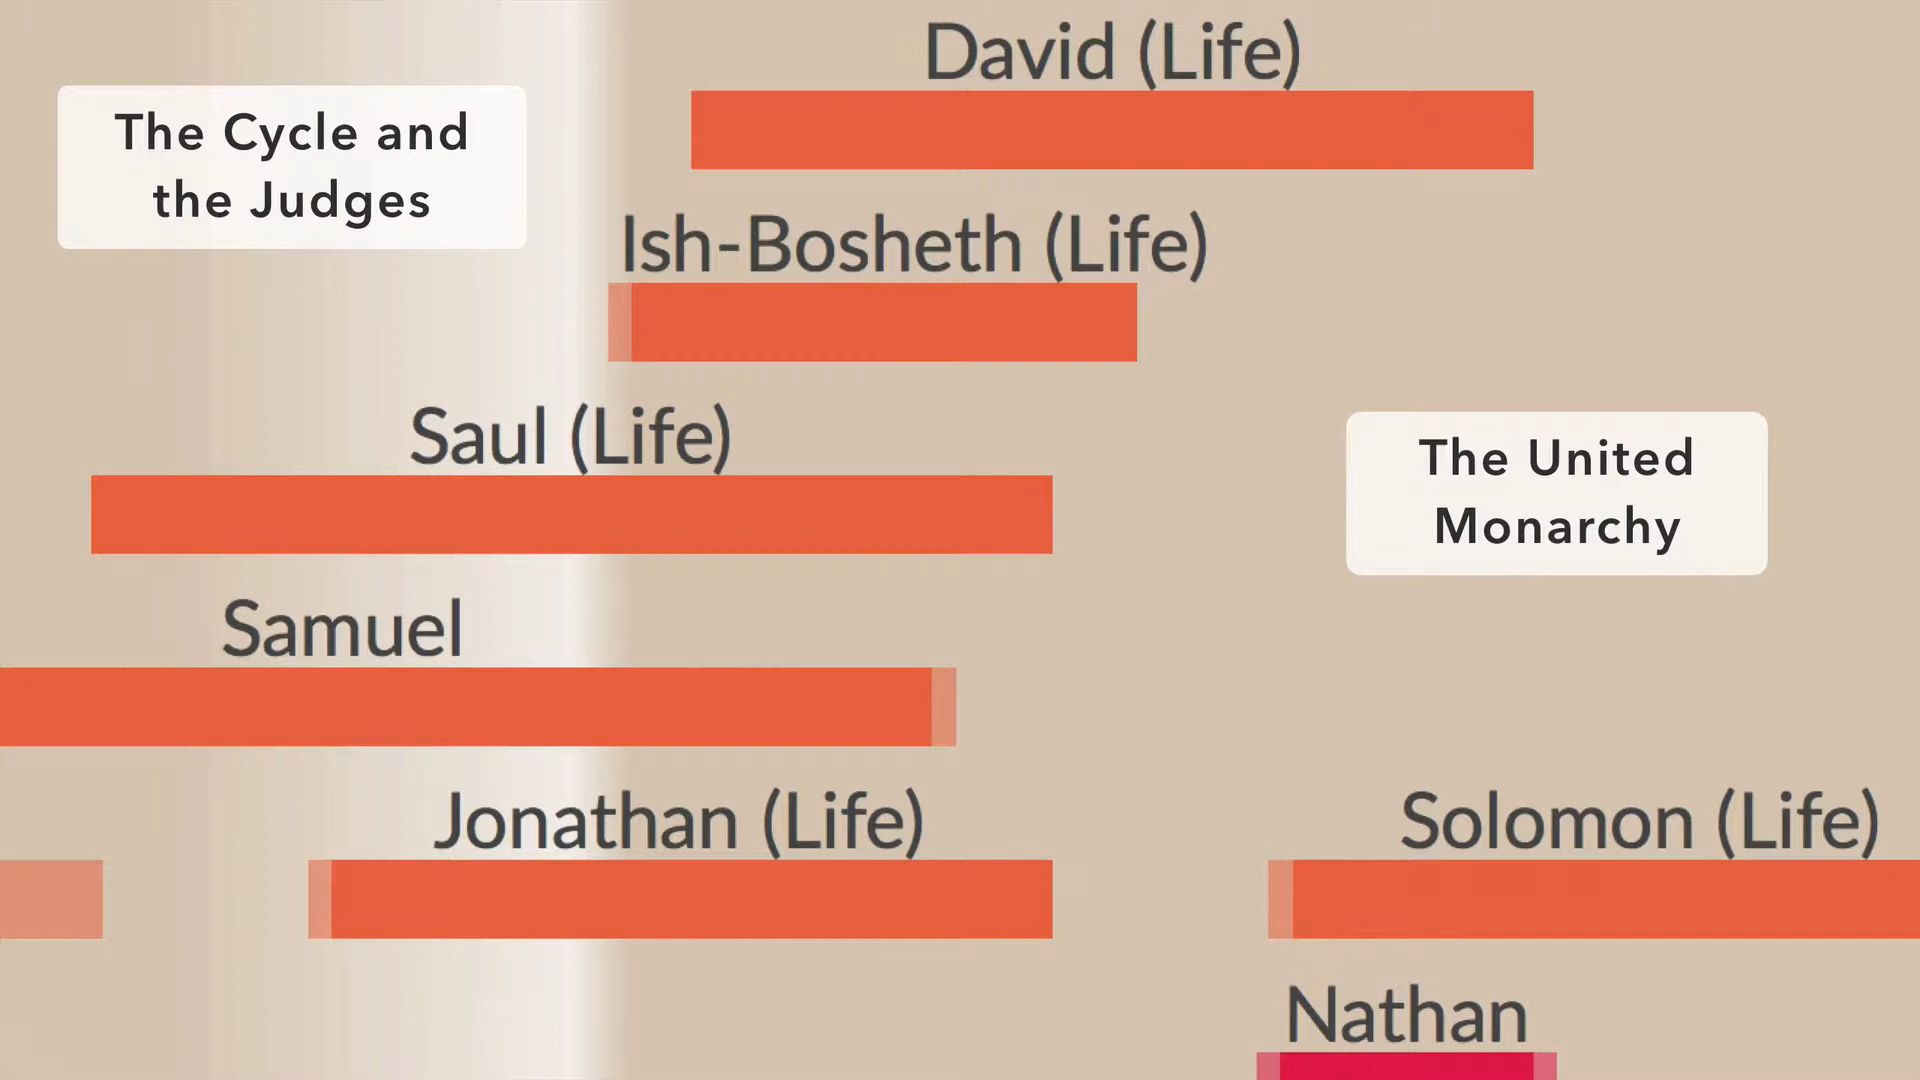 David (Life)
The Cycle and
the Judges
Ish-Bosheth (Life)
Saul (Life)
The United
Monarchy
Samuel
Jonathan (Life)
Solomon (Life)
Nathan